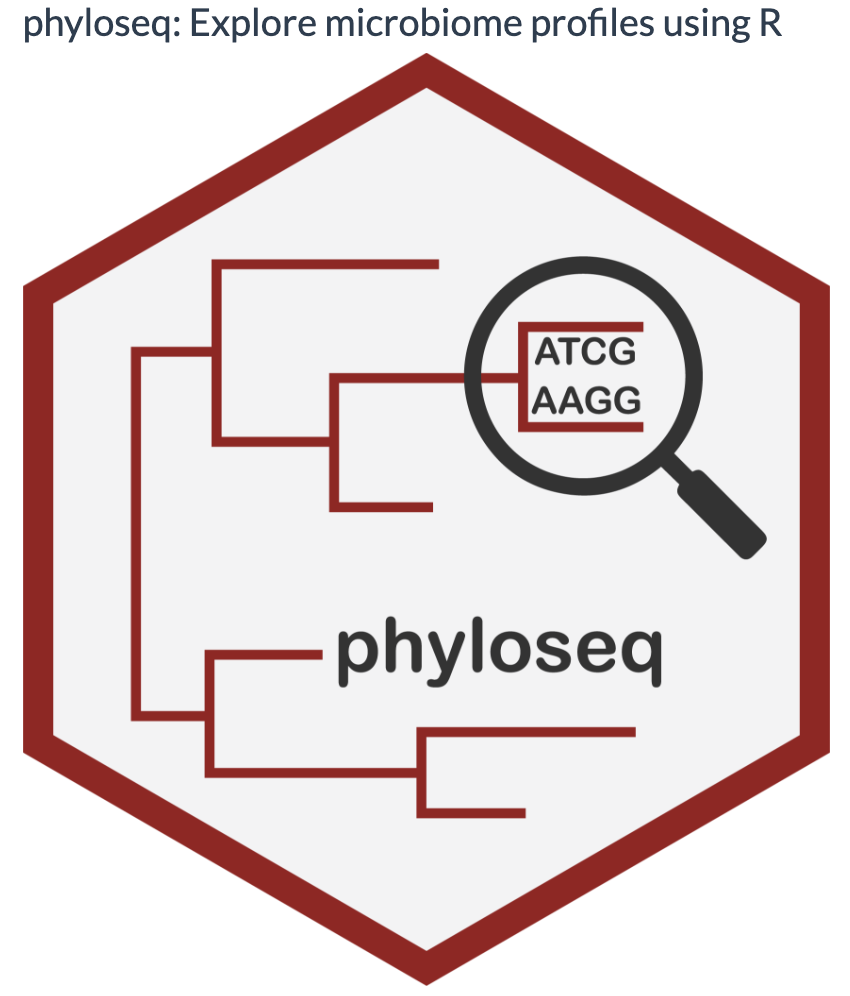 phyloseq: Explore microbiome profiles using R
ATCG
AAGG
phyloseq